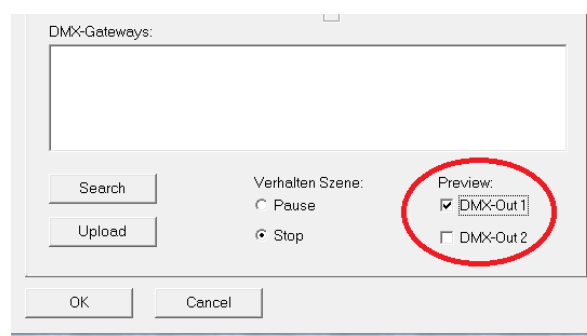 DMX-Gateways:
Search
Verhalten Szene:
Preview:
Pause
DMX-Out 1
Upload
Stop
DMX-Out 2
OK
Cancel